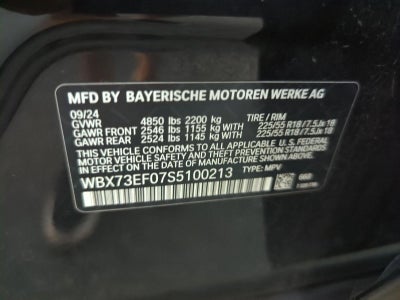 MFD BY BAYERISCHE MOTOREN WERKE AG
09/24 TIRE / RIM
GVWR 4850 lbs 2200 kg
GAWR FRONT 2546 lbs 1155 kg WITH 225/55 R18 / 7.5Jx18
GAWR REAR 2524 lbs 1145 kg WITH 225/55 R18 / 7.5Jx18
THIS VEHICLE CONFORMS TO ALL APPLICABLE U.S. FEDERAL
MOTOR VEHICLE SAFETY, BUMPER AND THEFT PREVENTION STANDARDS
IN EFFECT ON THE DATE OF MANUFACTURE SHOWN ABOVE.
WBX73EF07S5100213 TYPE: MPV